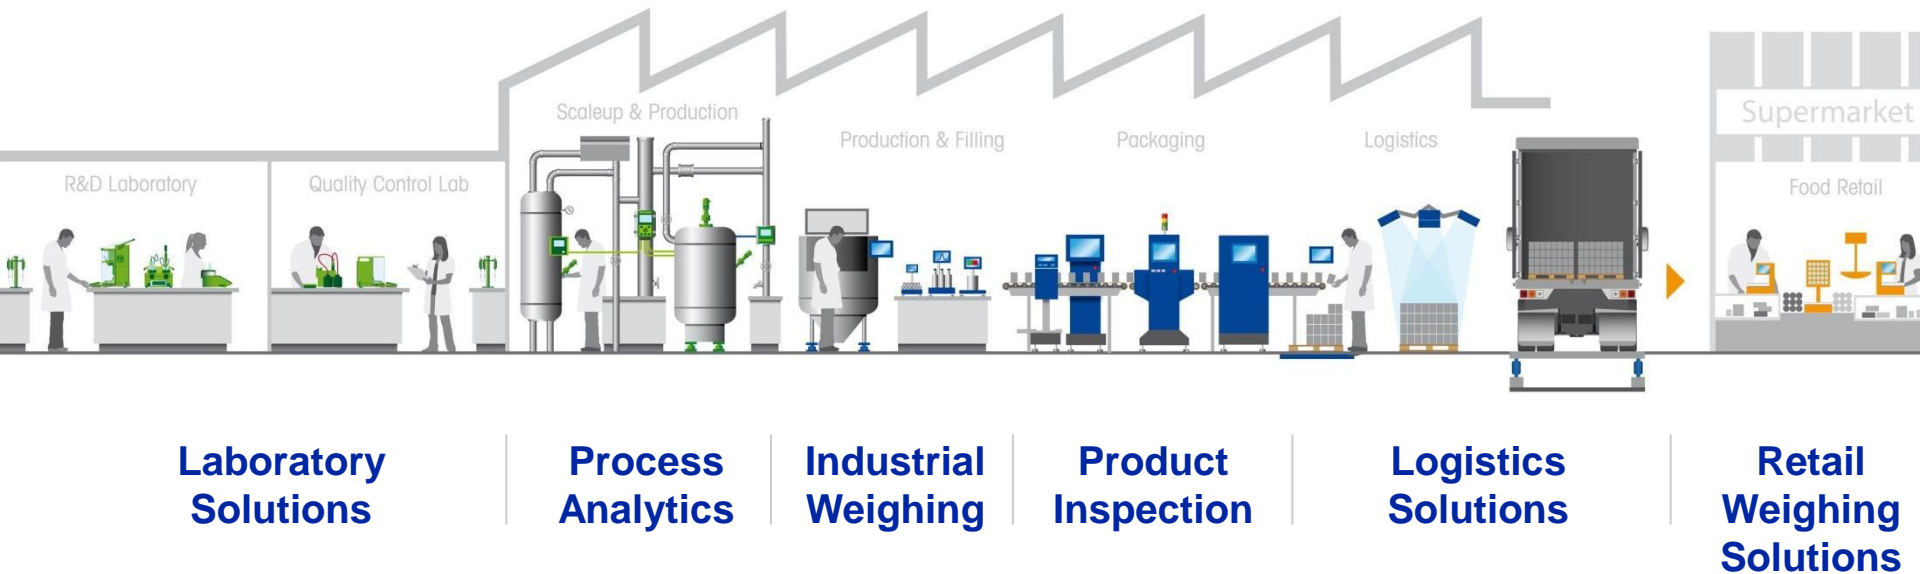 Scaleup & Production
Production & Filling
Packaging
Logistics
Supermarket
R&D Laboratory
Quality Control Lab
Food Retail
Laboratory
Solutions
Process
Analytics
Industrial
Weighing
Product
Inspection
Logistics
Solutions
Retail
Weighing
Solutions